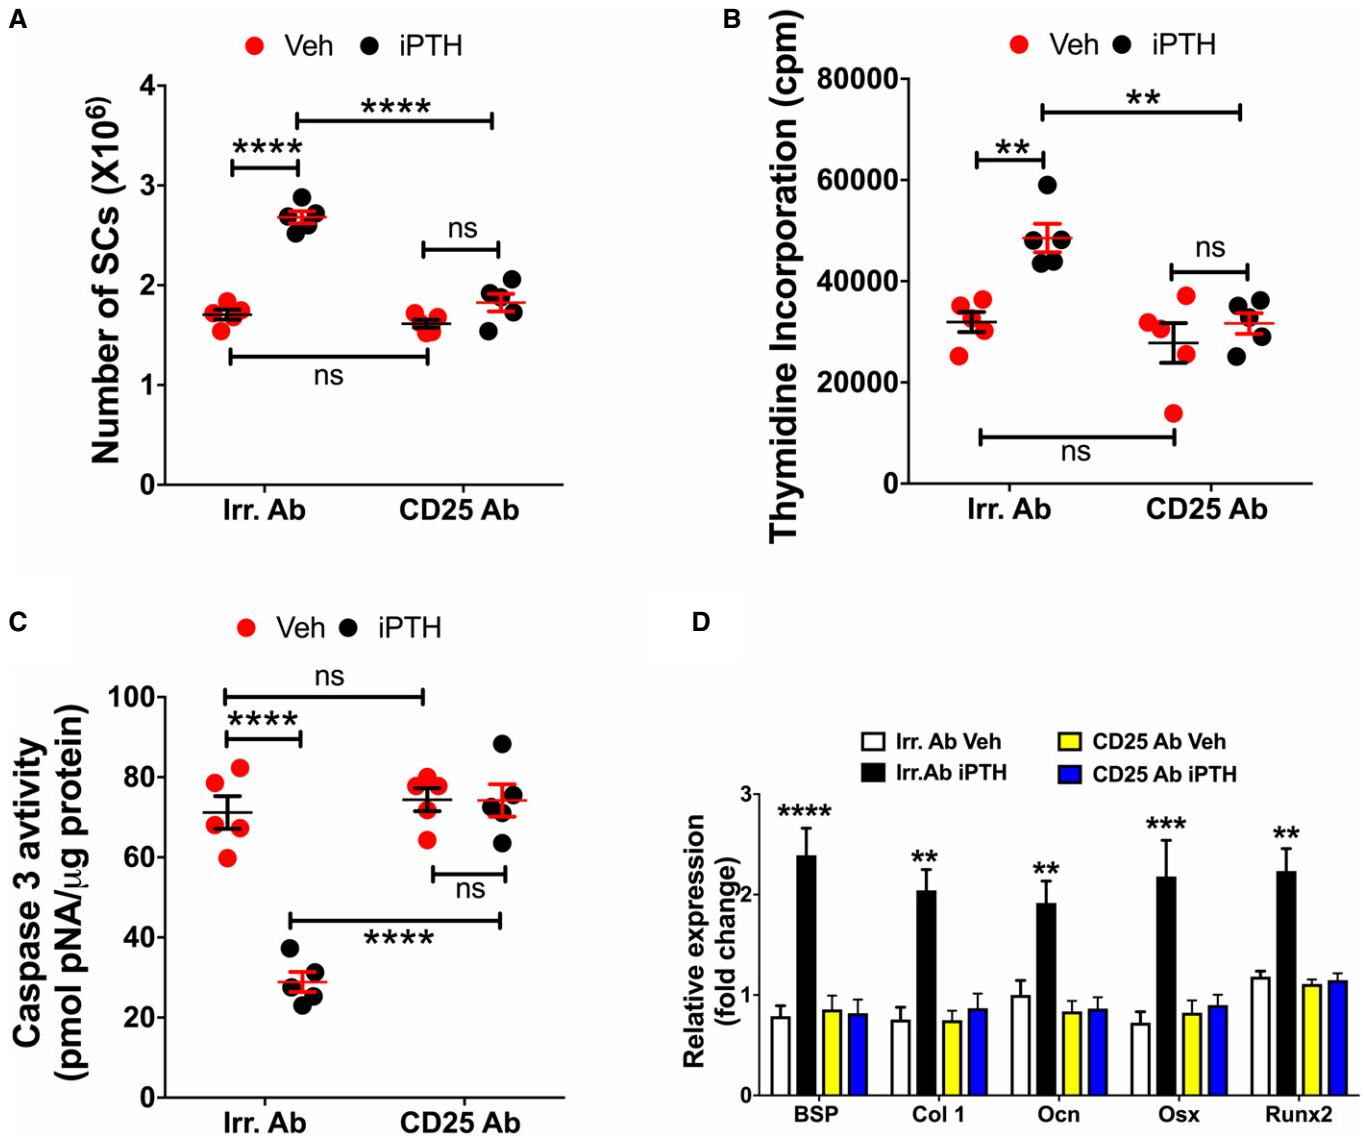 A
Veh iPTH
Number of SCs (X10⁶)
4
3
2
1
0
****
****
ns
ns
Irr. Ab CD25 Ab
B
Veh iPTH
Thymidine Incorporation (cpm)
80000
60000
40000
20000
0
**
**
ns
ns
Irr. Ab CD25 Ab
C
Veh iPTH
Caspase 3 avtivity
(pmol pNA/µg protein)
100
80
60
40
20
0
ns
****
ns
****
Irr. Ab CD25 Ab
D
Irr. Ab Veh CD25 Ab Veh
Irr.Ab iPTH CD25 Ab iPTH
Relative expression
(fold change)
3
2
1
0
**** ** ** *** **
BSP Col 1 Ocn Osx Runx2